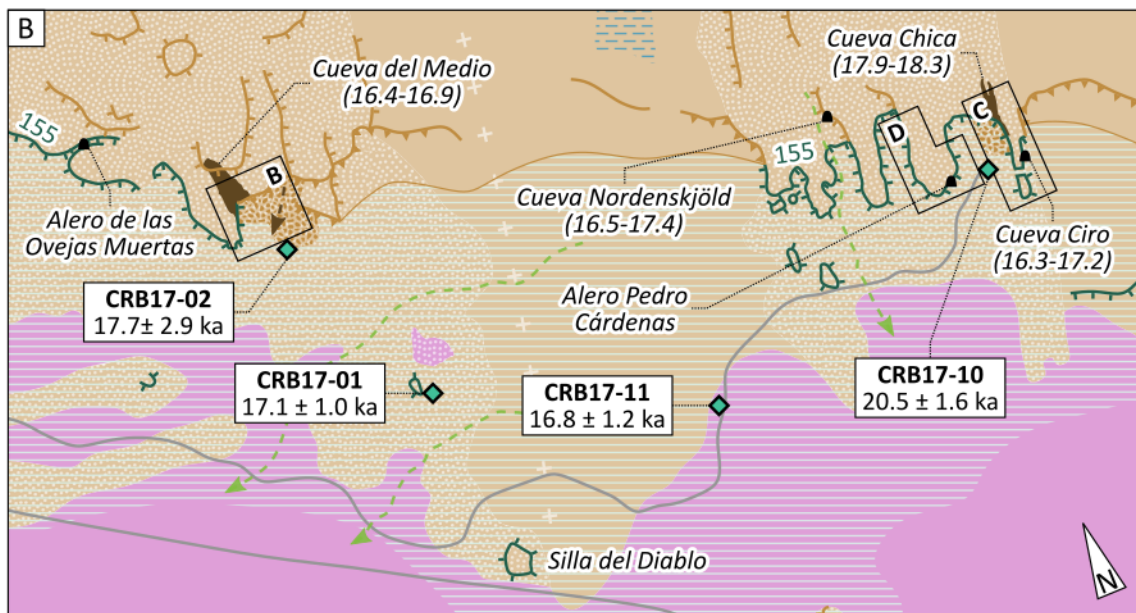 B
Cueva del Medio
(16.4-16.9)
Cueva Chica
(17.9-18.3)
155
B
Alero de las
Ovejas Muertas
155
D
C
Cueva Nordenskjöld
(16.5-17.4)
Cueva Ciro
(16.3-17.2)
Alero Pedro
Cárdenas
CRB17-02
17.7± 2.9 ka
CRB17-01
17.1 ± 1.0 ka
CRB17-11
16.8 ± 1.2 ka
CRB17-10
20.5 ± 1.6 ka
Silla del Diablo
N